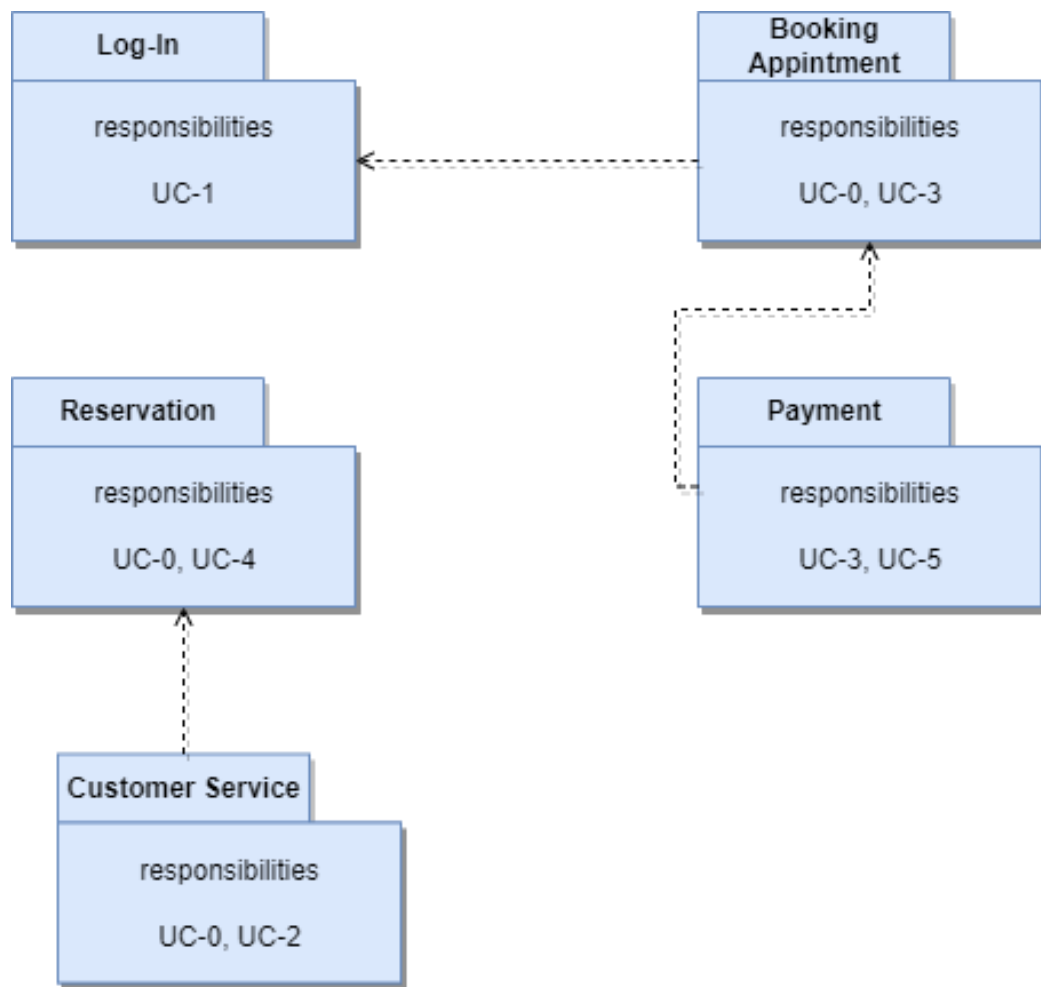 Log-In
responsibilities
UC-1
Booking
Appintment
responsibilities
UC-0, UC-3
Reservation
responsibilities
UC-0, UC-4
Payment
responsibilities
UC-3, UC-5
Customer Service
responsibilities
UC-0, UC-2